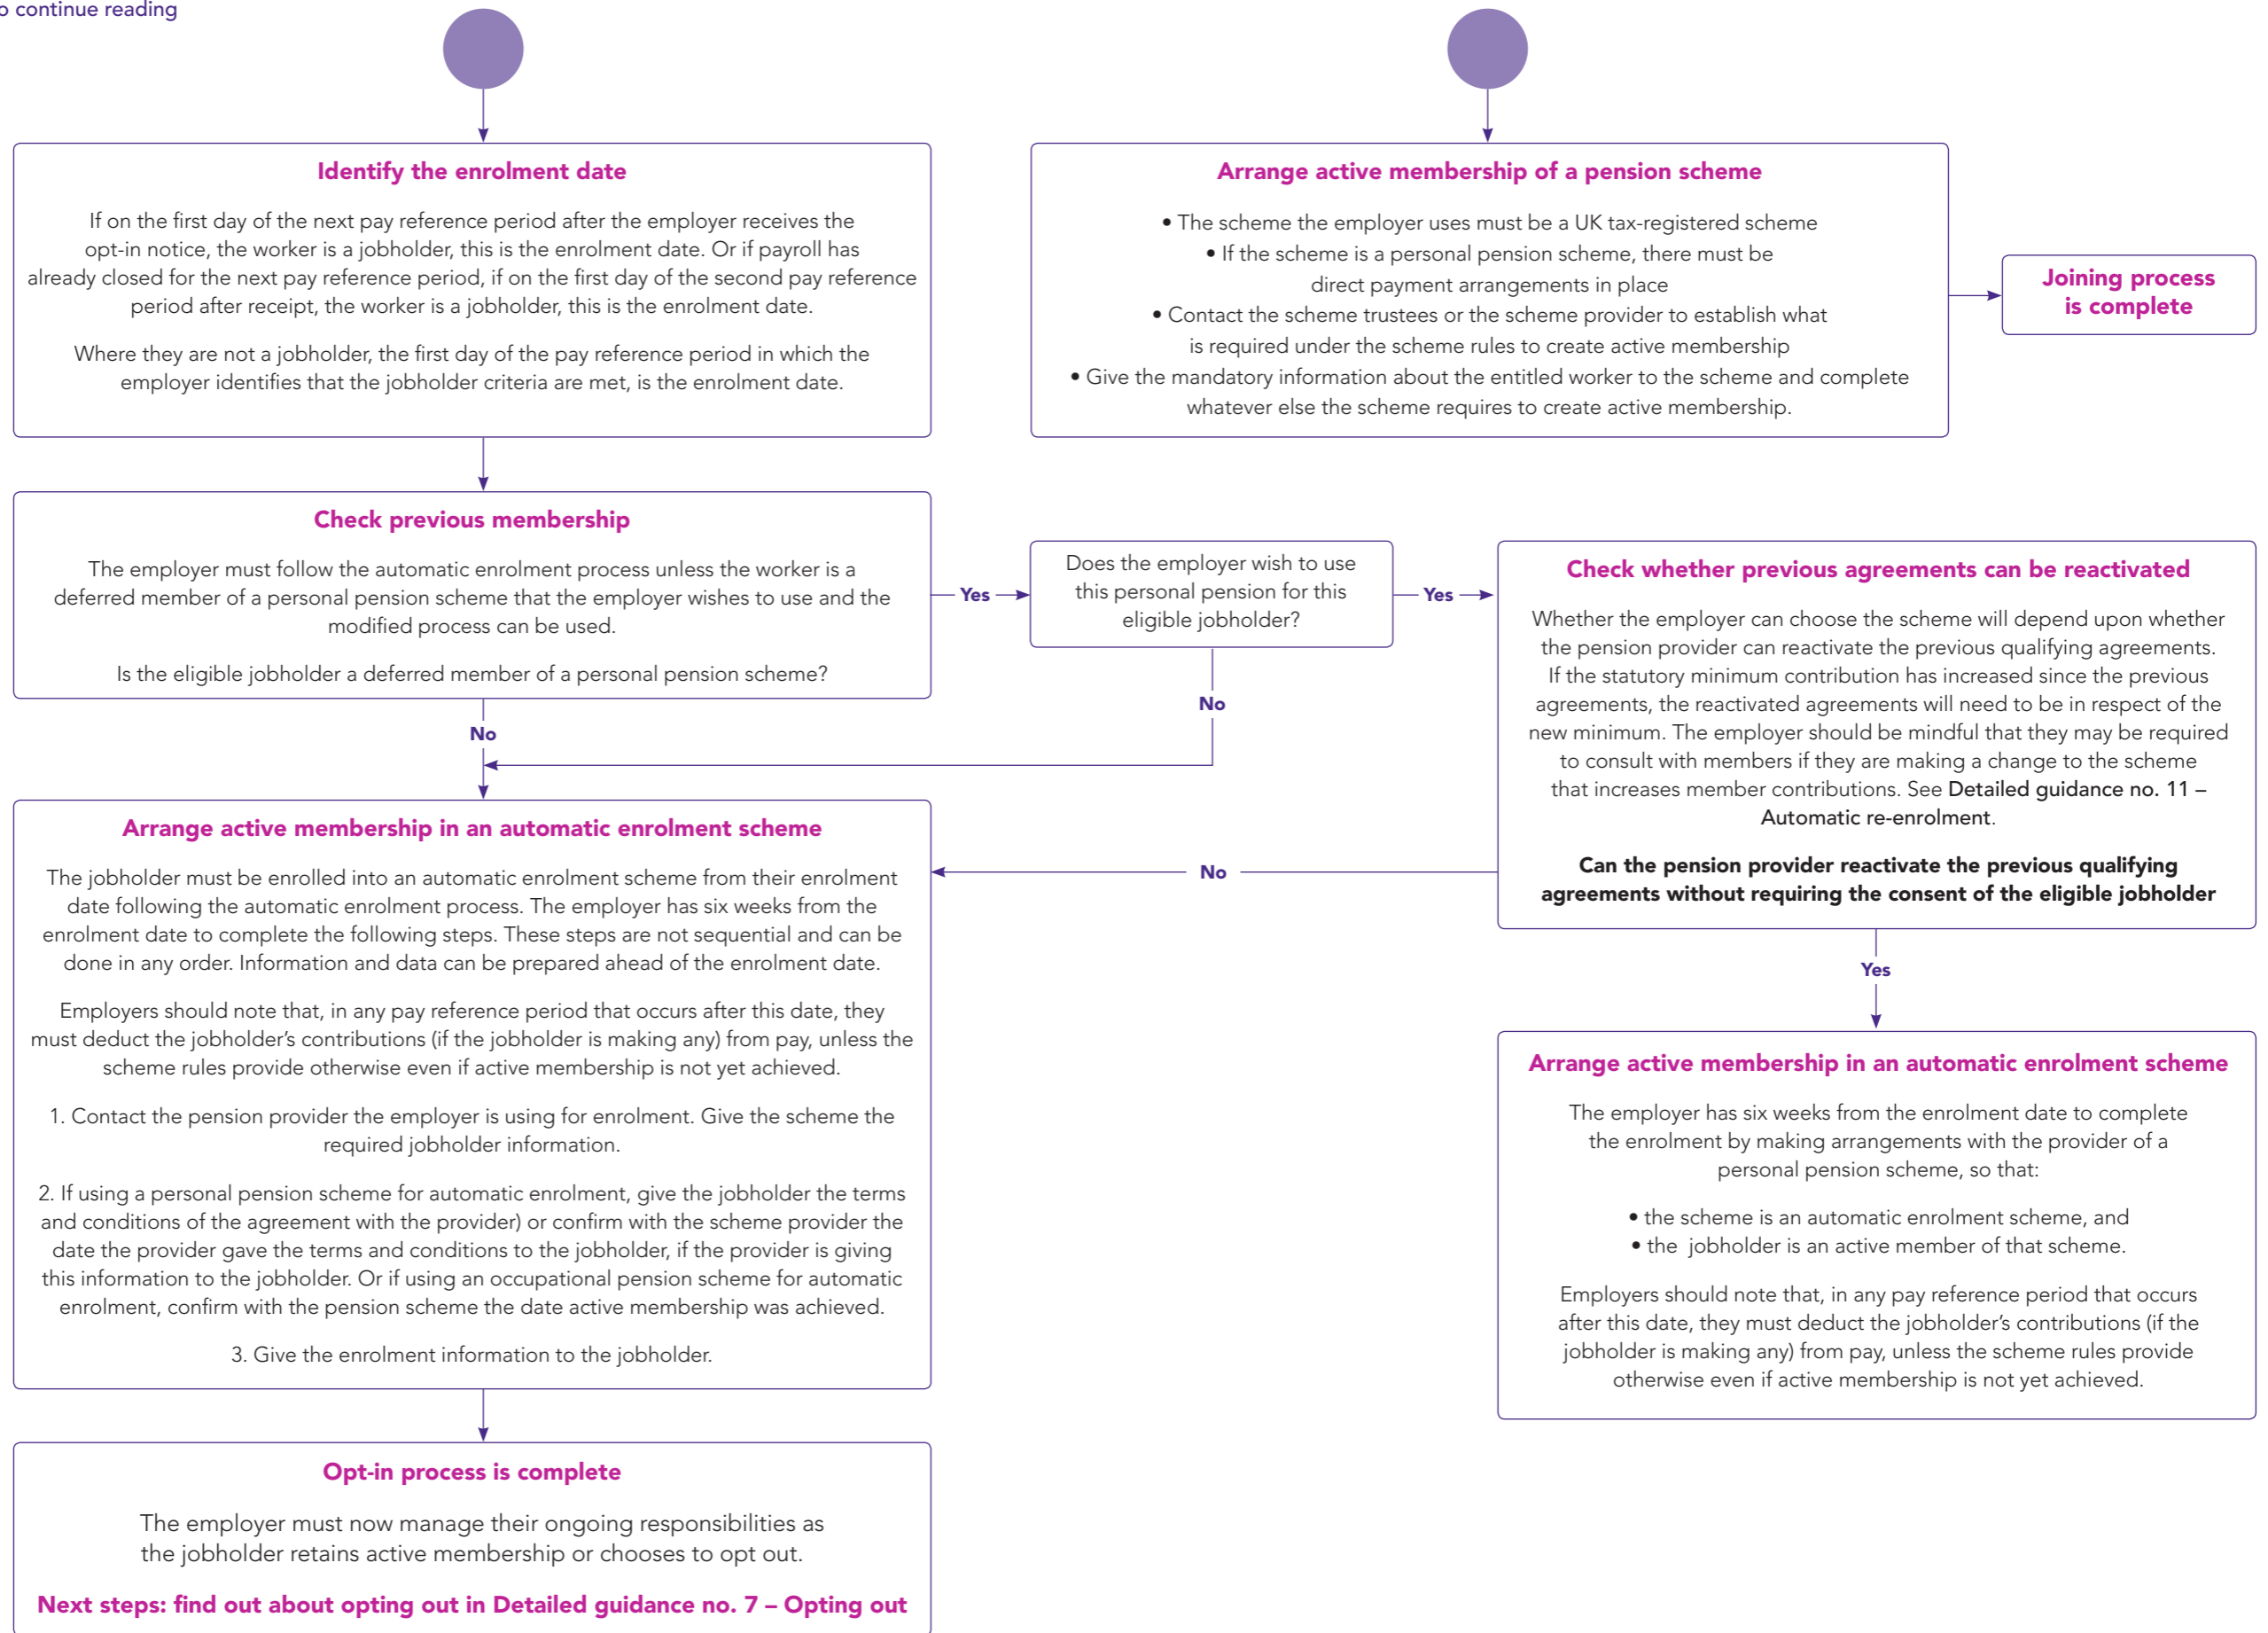 o continue reading
Identify the enrolment date
If on the first day of the next pay reference period after the employer receives the
opt-in notice, the worker is a jobholder, this is the enrolment date. Or if payroll has
already closed for the next pay reference period, if on the first day of the second pay reference
period after receipt, the worker is a jobholder, this is the enrolment date.
Where they are not a jobholder, the first day of the pay reference period in which the
employer identifies that the jobholder criteria are met, is the enrolment date.
Arrange active membership of a pension scheme
• The scheme the employer uses must be a UK tax-registered scheme
• If the scheme is a personal pension scheme, there must be
direct payment arrangements in place
• Contact the scheme trustees or the scheme provider to establish what
is required under the scheme rules to create active membership
• Give the mandatory information about the entitled worker to the scheme and complete
whatever else the scheme requires to create active membership.
Joining process
is complete
Check previous membership
The employer must follow the automatic enrolment process unless the worker is a
deferred member of a personal pension scheme that the employer wishes to use and the
modified process can be used.
Is the eligible jobholder a deferred member of a personal pension scheme?
Yes
Does the employer wish to use
this personal pension for this
eligible jobholder?
Yes
Check whether previous agreements can be reactivated
Whether the employer can choose the scheme will depend upon whether
the pension provider can reactivate the previous qualifying agreements.
If the statutory minimum contribution has increased since the previous
agreements, the reactivated agreements will need to be in respect of the
new minimum. The employer should be mindful that they may be required
to consult with members if they are making a change to the scheme
that increases member contributions. See Detailed guidance no. 11 –
Automatic re-enrolment.
Can the pension provider reactivate the previous qualifying
agreements without requiring the consent of the eligible jobholder
No
No
No
Yes
Arrange active membership in an automatic enrolment scheme
The jobholder must be enrolled into an automatic enrolment scheme from their enrolment
date following the automatic enrolment process. The employer has six weeks from the
enrolment date to complete the following steps. These steps are not sequential and can be
done in any order. Information and data can be prepared ahead of the enrolment date.
Employers should note that, in any pay reference period that occurs after this date, they
must deduct the jobholder's contributions (if the jobholder is making any) from pay, unless the
scheme rules provide otherwise even if active membership is not yet achieved.
1. Contact the pension provider the employer is using for enrolment. Give the scheme the
required jobholder information.
2. If using a personal pension scheme for automatic enrolment, give the jobholder the terms
and conditions of the agreement with the provider) or confirm with the scheme provider the
date the provider gave the terms and conditions to the jobholder, if the provider is giving
this information to the jobholder. Or if using an occupational pension scheme for automatic
enrolment, confirm with the pension scheme the date active membership was achieved.
3. Give the enrolment information to the jobholder.
Arrange active membership in an automatic enrolment scheme
The employer has six weeks from the enrolment date to complete
the enrolment by making arrangements with the provider of a
personal pension scheme, so that:
• the scheme is an automatic enrolment scheme, and
• the jobholder is an active member of that scheme.
Employers should note that, in any pay reference period that occurs
after this date, they must deduct the jobholder's contributions (if the
jobholder is making any) from pay, unless the scheme rules provide
otherwise even if active membership is not yet achieved.
Opt-in process is complete
The employer must now manage their ongoing responsibilities as
the jobholder retains active membership or chooses to opt out.
Next steps: find out about opting out in Detailed guidance no. 7 – Opting out